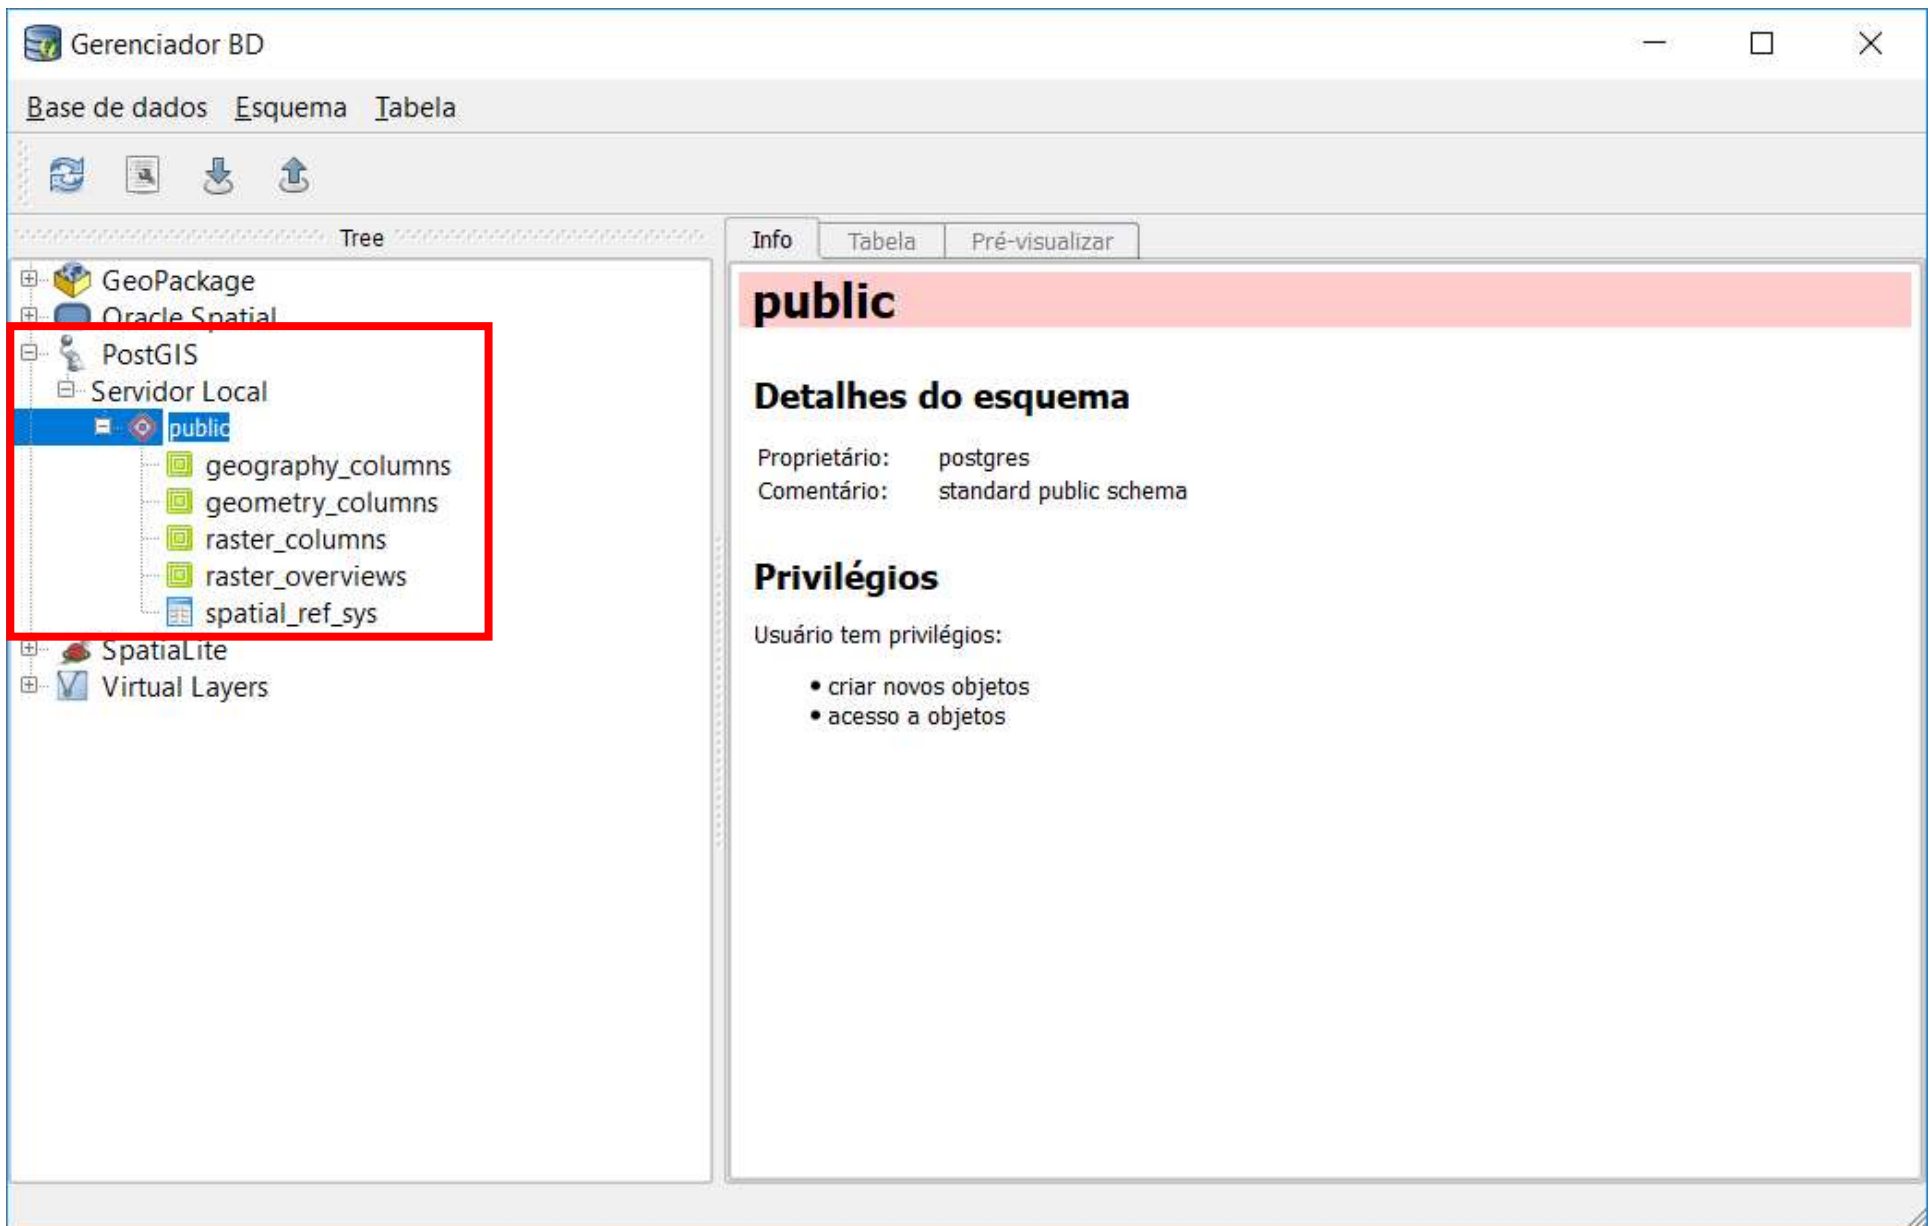 Gerenciador BD
Base de dados Esquema Tabela
Tree
GeoPackage
Oracle Spatial
PostGIS
Servidor Local
public
geography_columns
geometry_columns
raster_columns
raster_overviews
spatial_ref_sys
SpatiaLite
Virtual Layers
Info Tabela Pré-visualizar
public
Detalhes do esquema
Proprietário: postgres
Comentário: standard public schema
Privilégios
Usuário tem privilégios:
• criar novos objetos
• acesso a objetos